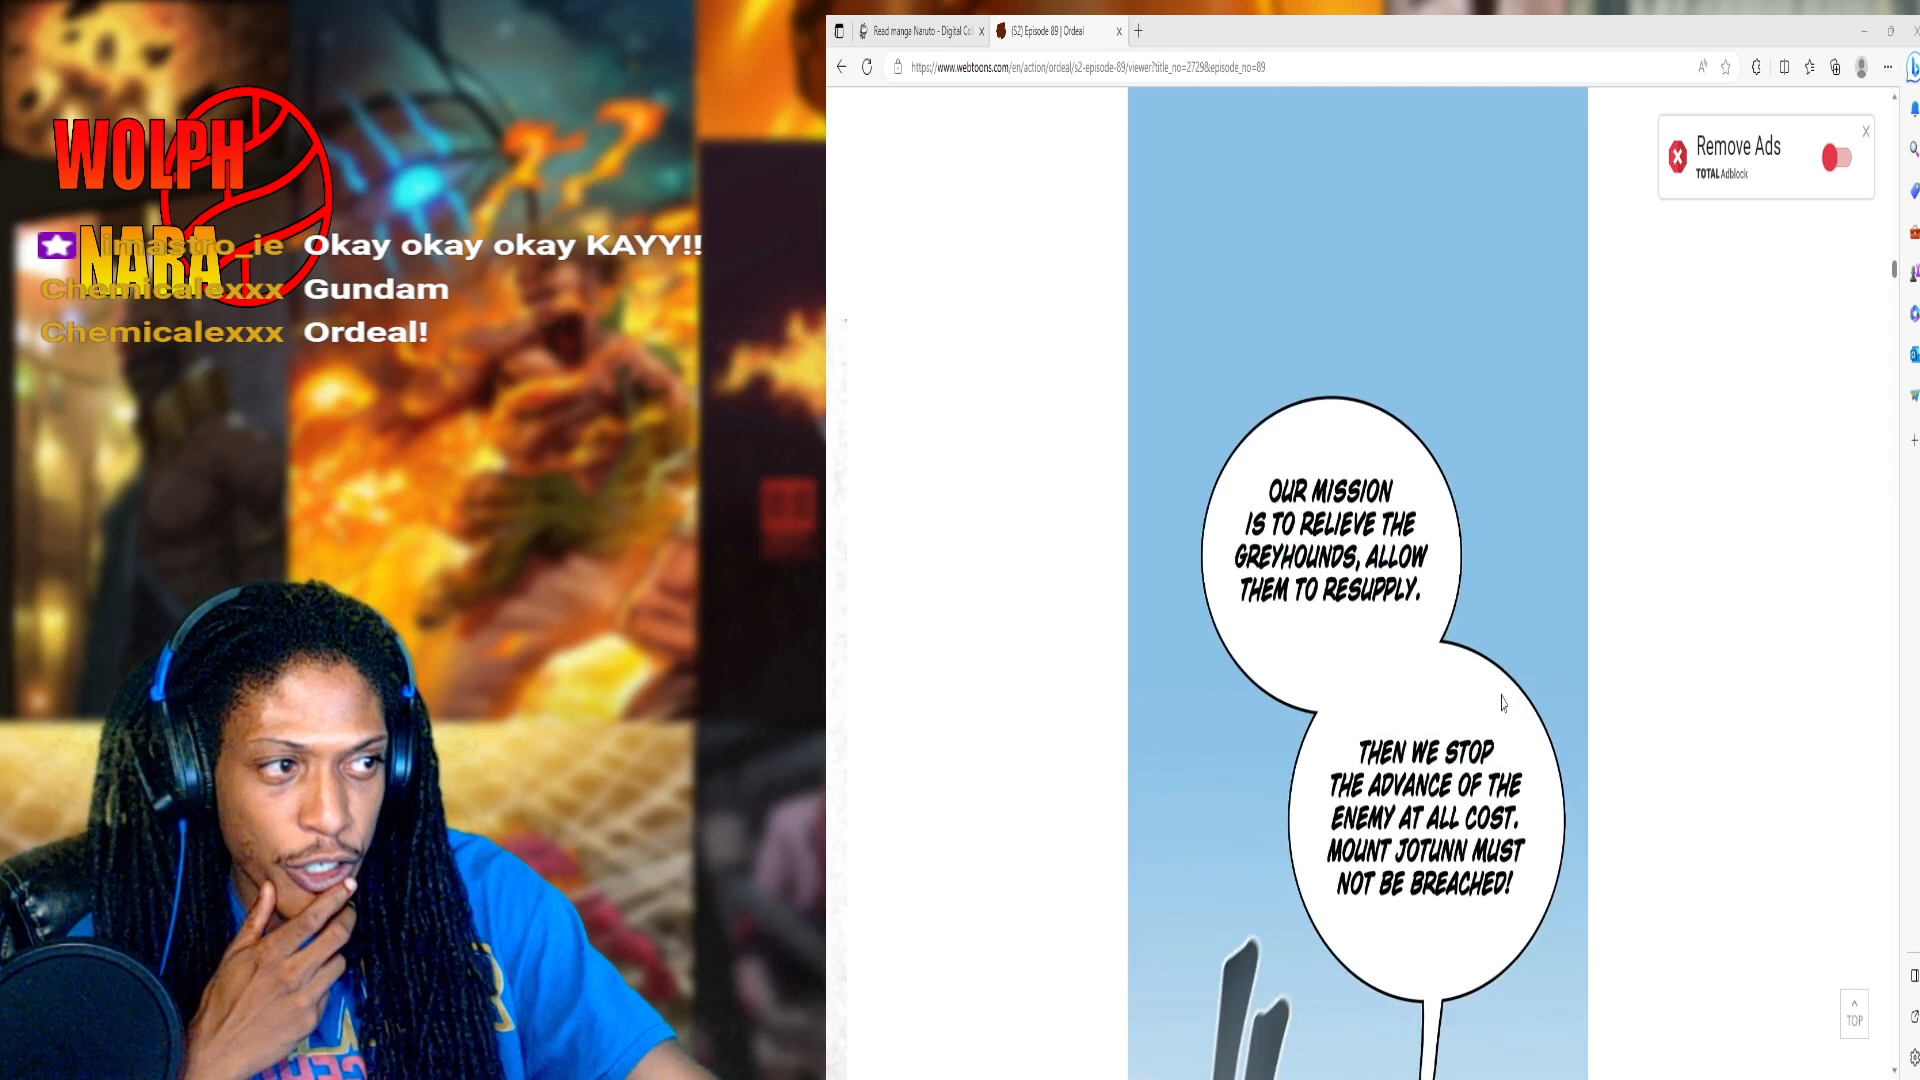 WOLPH
NARA
imastro_ie Okay okay okay KAYY!!
Chemicalexxx Gundam
Chemicalexxx Ordeal!
Read manga Naruto - Digital Col
(S2) Episode 89 | Ordeal
https://www.webtoons.com/en/action/ordeal/s2-episode-89/viewer?title_no=2729&episode_no=89
Remove Ads
TOTAL Adblock
OUR MISSION
IS TO RELIEVE THE
GREYHOUNDS, ALLOW
THEM TO RESUPPLY.
THEN WE STOP
THE ADVANCE OF THE
ENEMY AT ALL COST.
MOUNT JOTUNN MUST
NOT BE BREACHED!
TOP